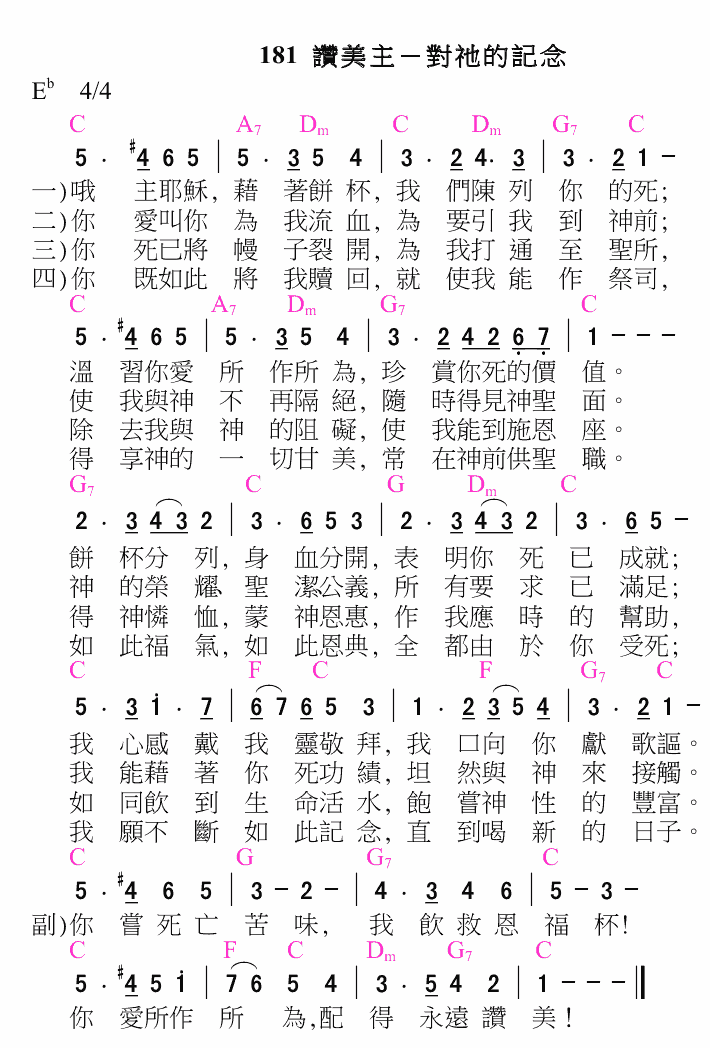 181 讚美主－對祂的記念
E♭ 4/4
C A7 Dm C Dm G7 C
5 · #4 6 5 | 5 · 3 5 4 | 3 · 2 4· 3 | 3 · 2 1 －
一)哦 主耶穌, 藉 著餅 杯, 我 們陳 列 你 的死;
二)你 愛叫你 為 我流 血, 為 要引 我 到 神前;
三)你 死已將 幔 子裂 開, 為 我打 通 至 聖所,
四)你 既如此 將 我贖 回, 就 使我 能 作 祭司,
C A7 Dm G7 C
5 · #4 6 5 | 5 · 3 5 4 | 3 · 2 4 2 6 7 | 1 － － －
溫 習你愛 所 作所 為, 珍 賞你死的價 值。
使 我與神 不 再隔 絕, 隨 時得見神聖 面。
除 去我與 神 的阻 礙, 使 我能到施恩 座。
得 享神的 一 切甘 美, 常 在神前供聖 職。
G7 C G Dm C
2 · 3 4 3 2 | 3 · 6 5 3 | 2 · 3 4 3 2 | 3 · 6 5 －
餅 杯分 列, 身 血分開, 表 明你 死 已 成就;
神 的榮 耀、 聖 潔、公義, 所 有要 求 已 滿足;
得 神憐 恤, 蒙 神恩惠, 作 我應 時 的 幫助,
如 此福 氣, 如 此恩典, 全 都由 於 你 受死;
C F C F G7 C
5 · 3 1 · 7 | 6 7 6 5 3 | 1 · 2 3 5 4 | 3 · 2 1 －
我 心感 戴 我 靈敬 拜, 我 口向 你 獻 歌謳。
我 能藉 著 你 死功 績, 坦 然與 神 來 接觸。
如 同飲 到 生 命活 水, 飽 嘗神 性 的 豐富。
我 願不 斷 如 此記 念, 直 到喝 新 的 日子。
C G G7 C
5 · #4 6 5 | 3 － 2 － | 4 · 3 4 6 | 5 － 3 －
副)你 嘗 死 亡 苦 味, 我 飲 救 恩 福 杯!
C F C Dm G7 C
5 · #4 5 1 | 7 6 5 4 | 3 · 5 4 2 | 1 － － －
你 愛所作 所 為,配 得 永遠 讚 美!